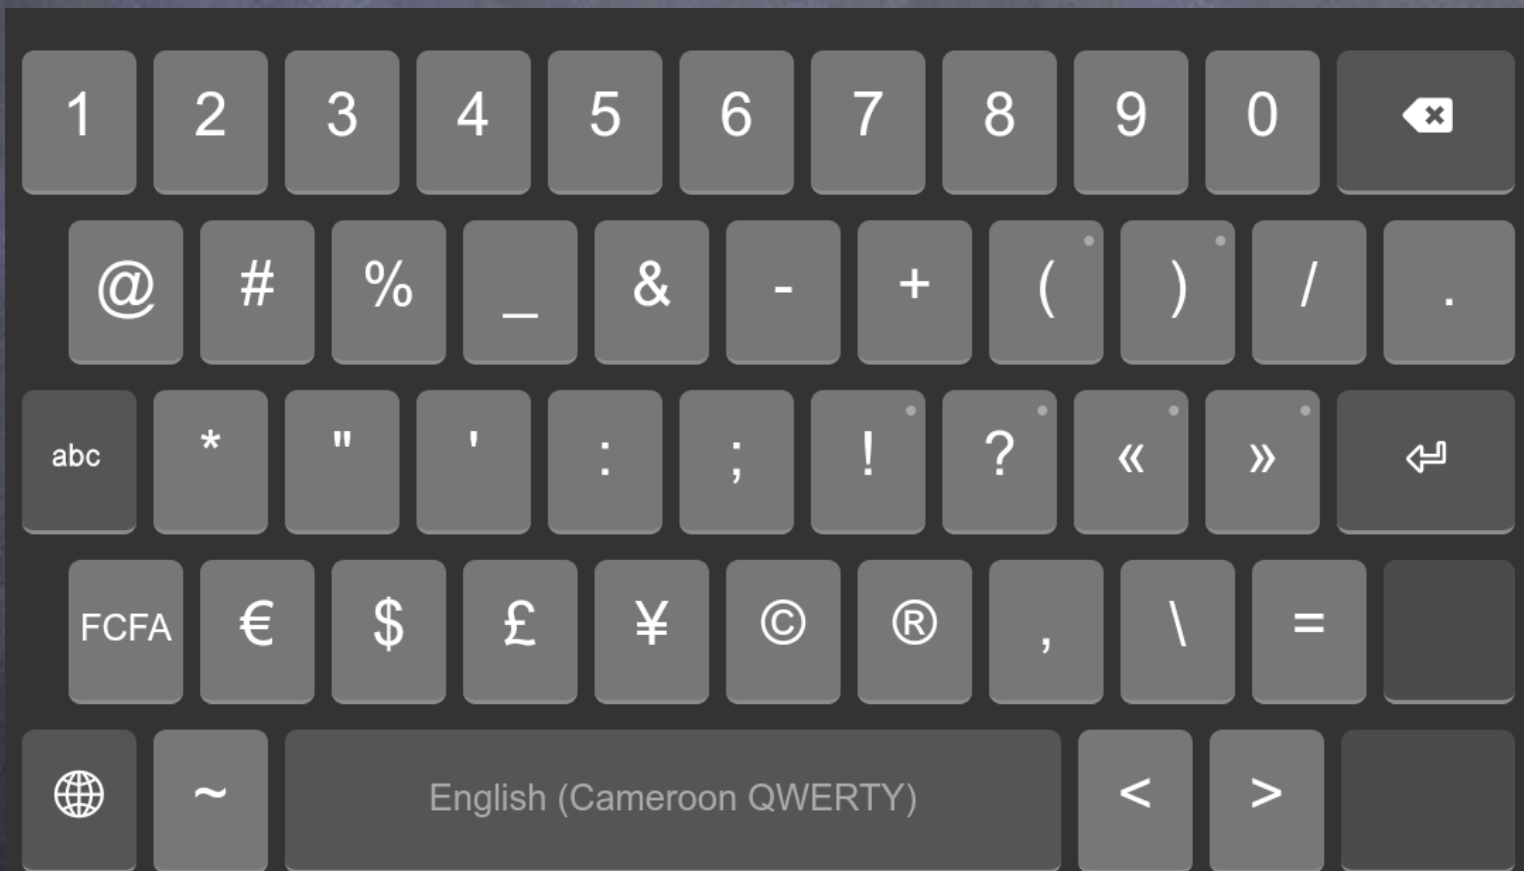 1 2 3 4 5 6 7 8 9 0
@ # % _ & - + ( ) / .
abc * " ' : ; ! ? « »
FCFA € $ £ ¥ © ® , \ =
~ English (Cameroon QWERTY) < >